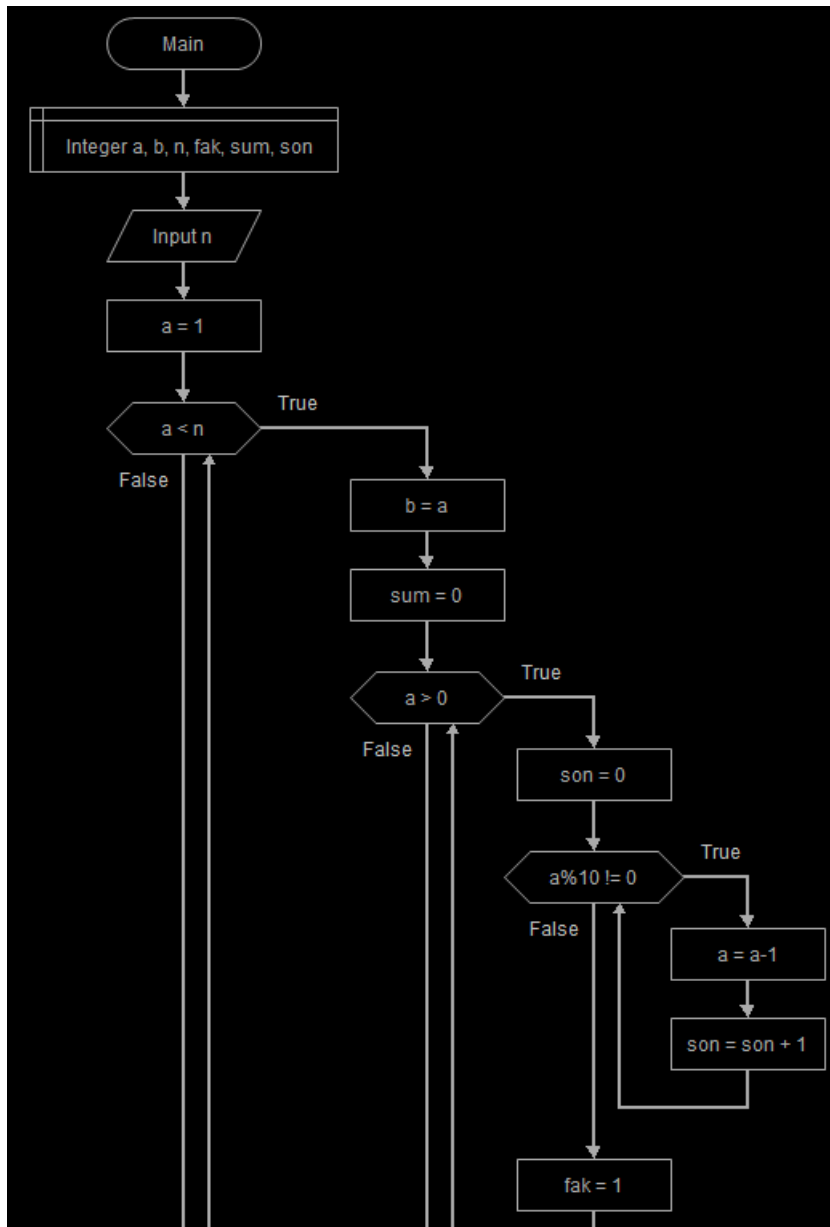 Main
Integer a, b, n, fak, sum, son
Input n
a = 1
a < n
True
False
b = a
sum = 0
a > 0
True
False
son = 0
a%10 != 0
True
False
a = a-1
son = son + 1
fak = 1